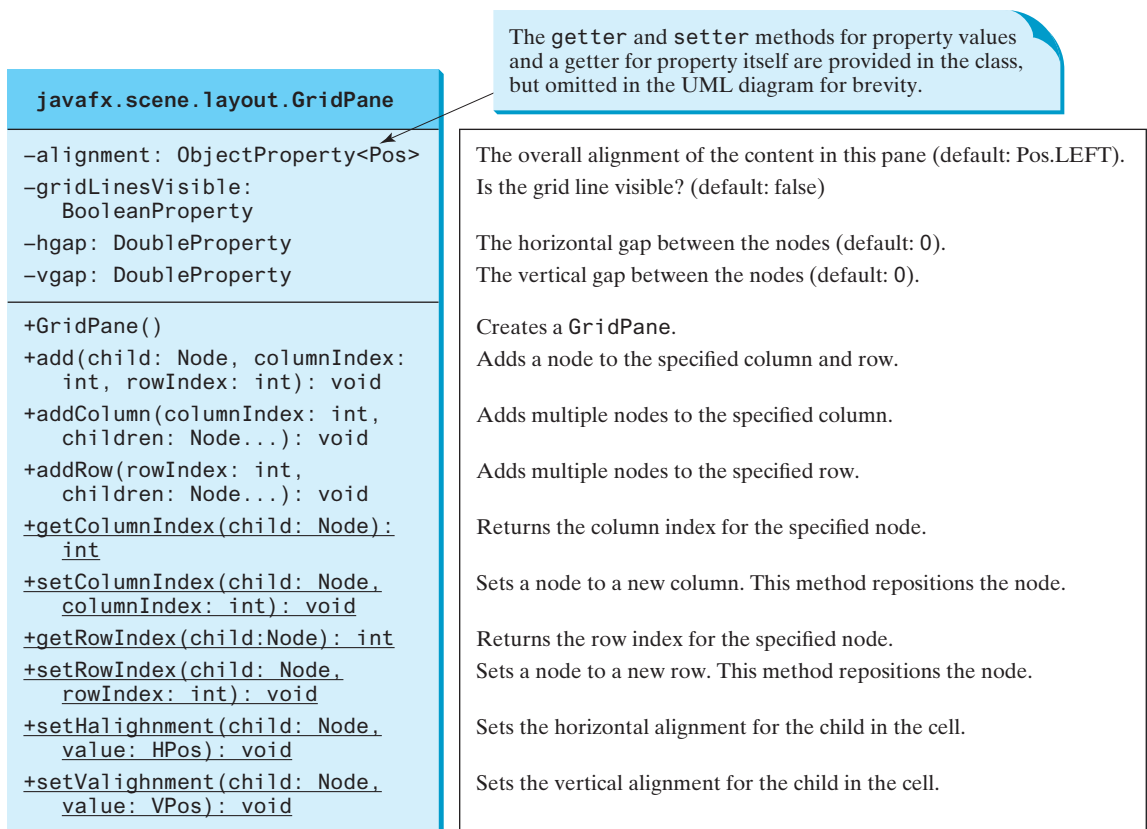 The getter and setter methods for property values
and a getter for property itself are provided in the class,
but omitted in the UML diagram for brevity.
javafx.scene.layout.GridPane
–alignment: ObjectProperty<Pos>
The overall alignment of the content in this pane (default: Pos.LEFT).
–gridLinesVisible:
BooleanProperty
Is the grid line visible? (default: false)
–hgap: DoubleProperty
The horizontal gap between the nodes (default: 0).
–vgap: DoubleProperty
The vertical gap between the nodes (default: 0).
+GridPane()
Creates a GridPane.
+add(child: Node, columnIndex:
int, rowIndex: int): void
Adds a node to the specified column and row.
+addColumn(columnIndex: int,
children: Node...): void
Adds multiple nodes to the specified column.
+addRow(rowIndex: int,
children: Node...): void
Adds multiple nodes to the specified row.
+getColumnIndex(child: Node):
int
Returns the column index for the specified node.
+setColumnIndex(child: Node,
columnIndex: int): void
Sets a node to a new column. This method repositions the node.
+getRowIndex(child:Node): int
Returns the row index for the specified node.
+setRowIndex(child: Node,
rowIndex: int): void
Sets a node to a new row. This method repositions the node.
+setHalighnment(child: Node,
value: HPos): void
Sets the horizontal alignment for the child in the cell.
+setValighnment(child: Node,
value: VPos): void
Sets the vertical alignment for the child in the cell.